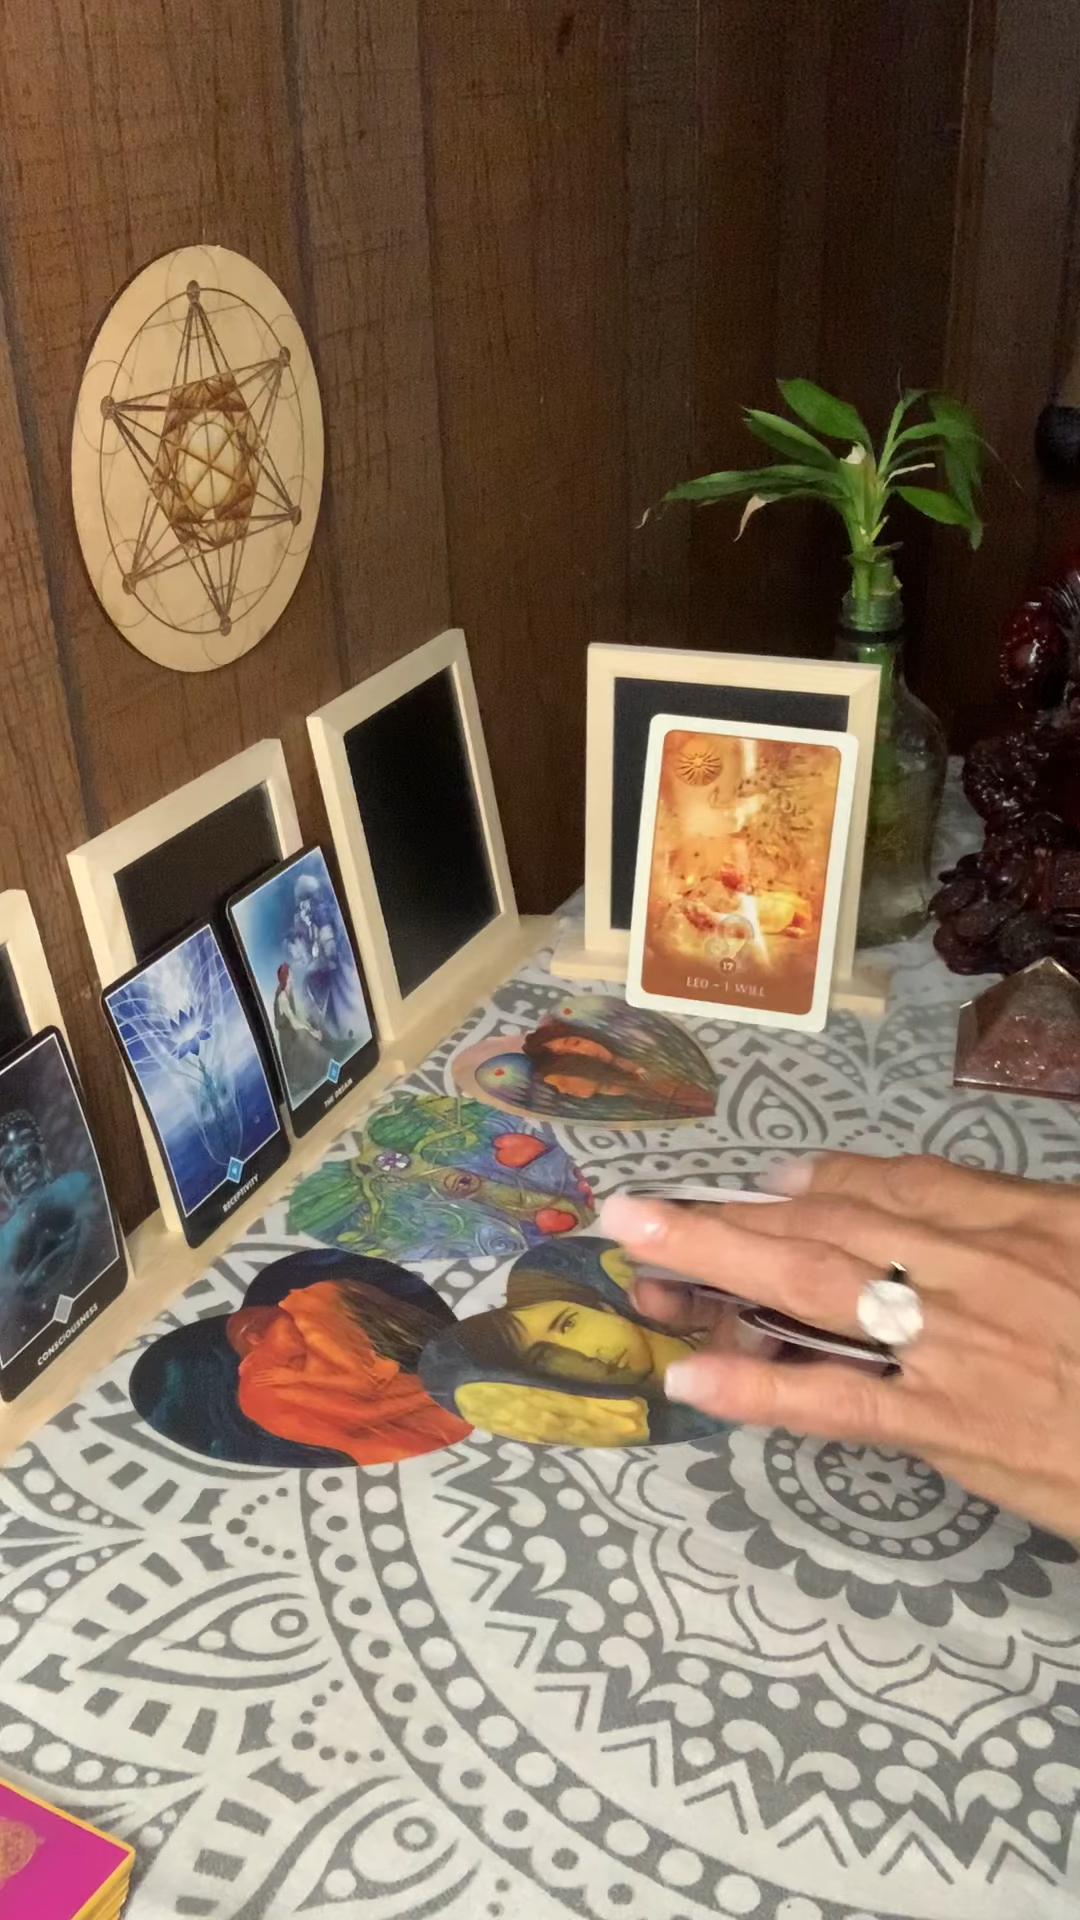 17
LEO ~ I WILL
THE DREAM
RECEPTIVITY
CONSCIOUSNESS